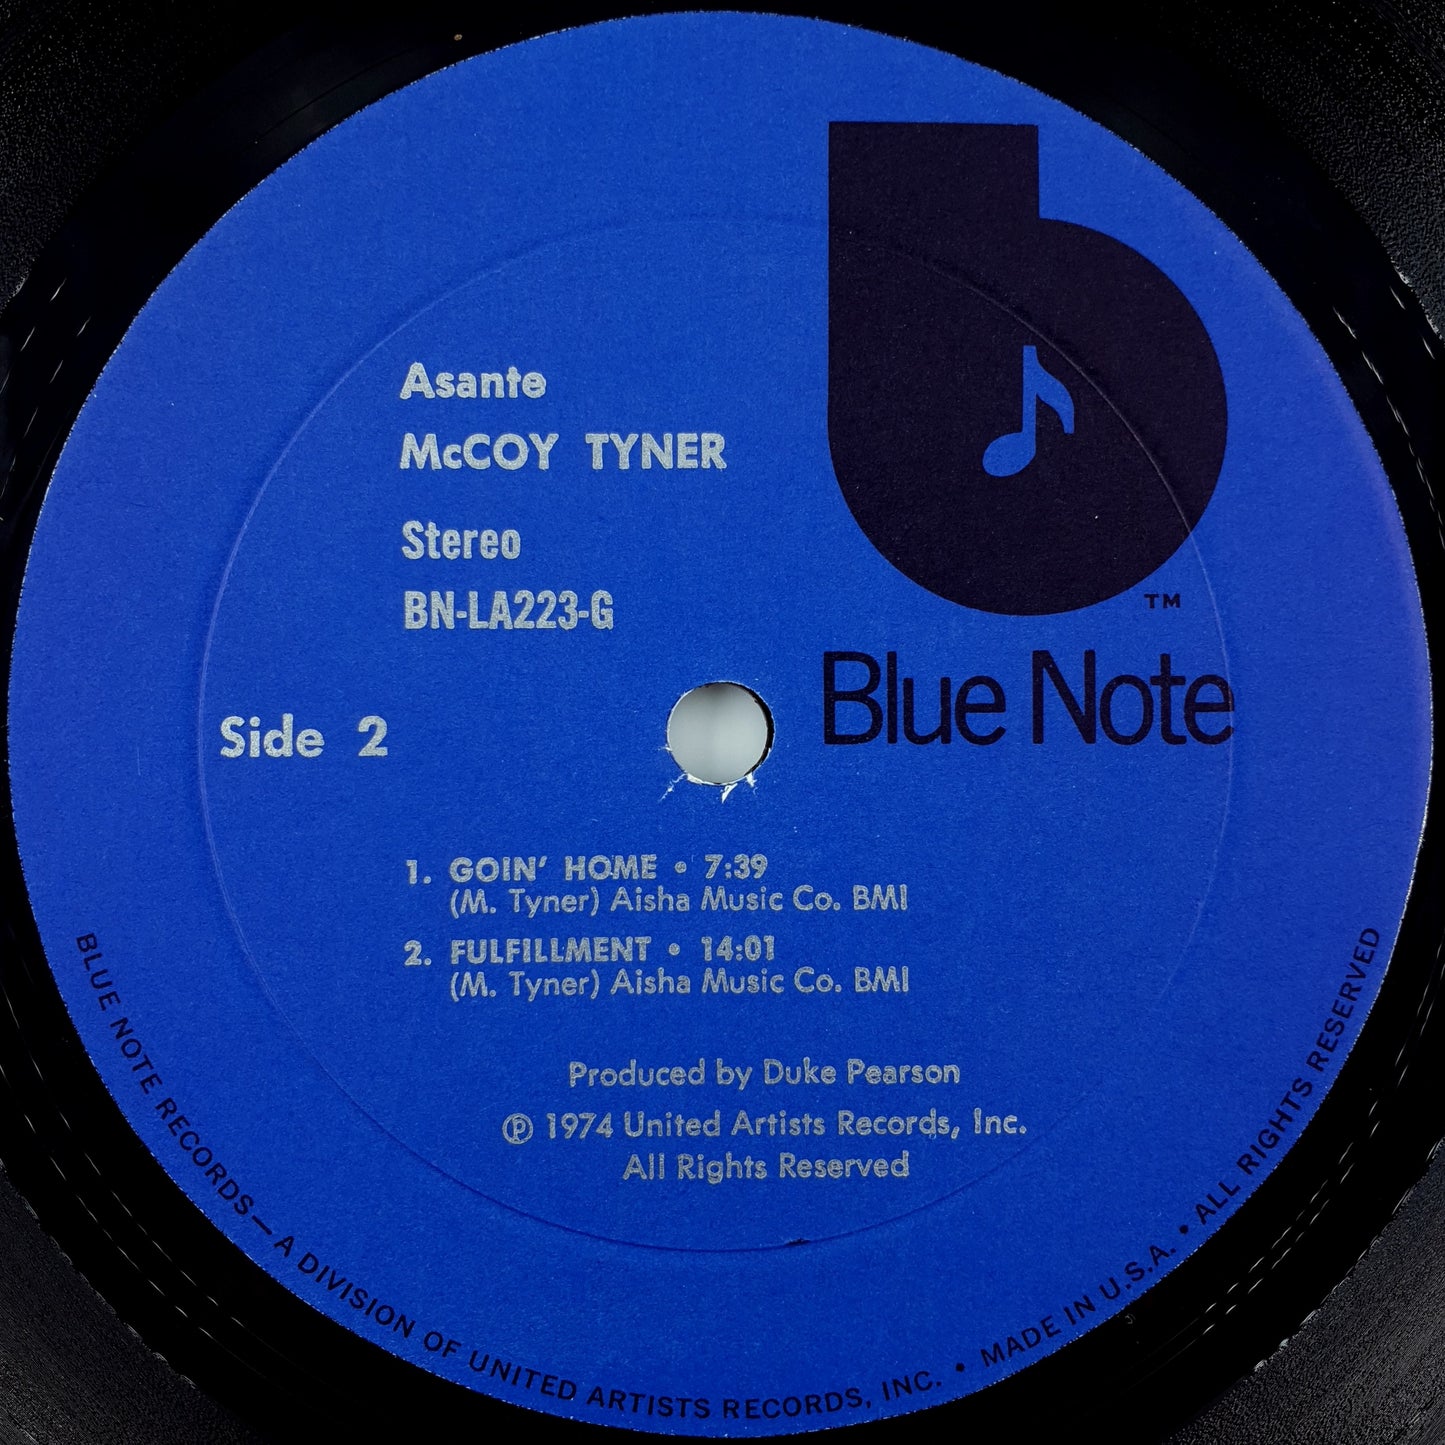 Asante
McCOY TYNER
Stereo
BN-LA223-G
TM
Blue Note
Side 2
1. GOIN' HOME • 7:39
(M. Tyner) Aisha Music Co. BMI
2. FULFILLMENT • 14:01
(M. Tyner) Aisha Music Co. BMI
Produced by Duke Pearson
℗ 1974 United Artists Records, Inc.
All Rights Reserved
BLUE NOTE RECORDS—A DIVISION OF UNITED ARTISTS RECORDS, INC. • MADE IN U.S.A. • ALL RIGHTS RESERVED